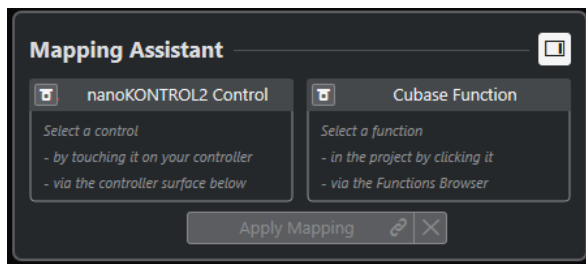 Mapping Assistant
nanoKONTROL2 Control
Select a control
- by touching it on your controller
- via the controller surface below
Cubase Function
Select a function
- in the project by clicking it
- via the Functions Browser
Apply Mapping